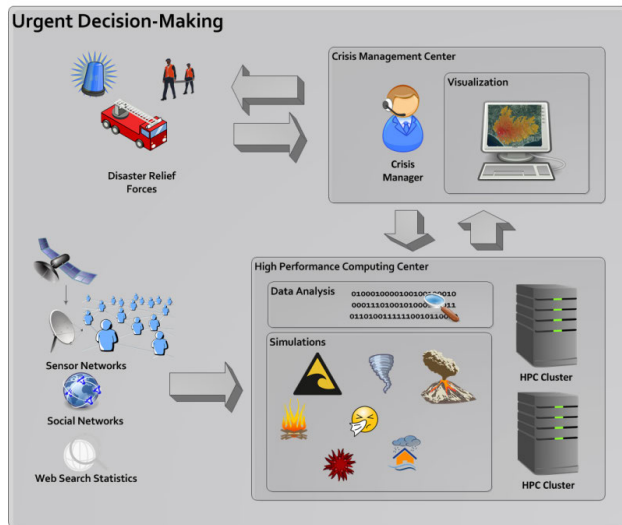 Urgent Decision-Making
Crisis Management Center
Visualization
Crisis
Manager
Disaster Relief
Forces
High Performance Computing Center
Data Analysis
Simulations
HPC Cluster
HPC Cluster
Sensor Networks
Social Networks
Web Search Statistics